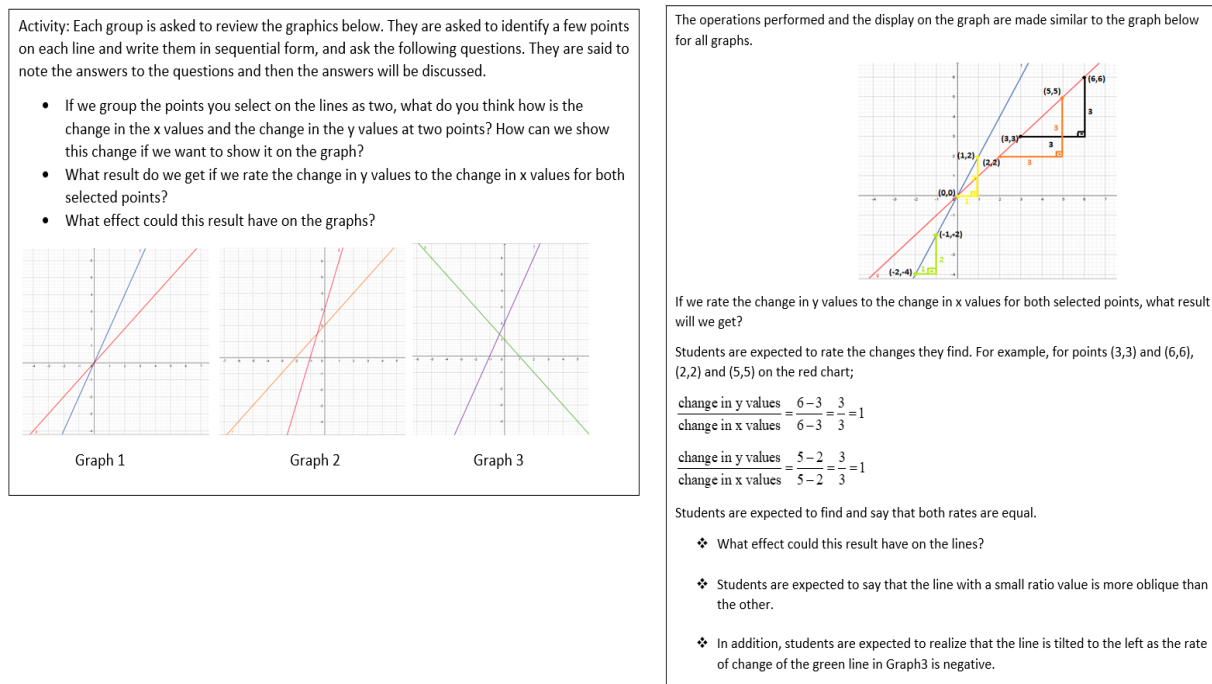 Activity: Each group is asked to review the graphics below. They are asked to identify a few points
on each line and write them in sequential form, and ask the following questions. They are said to
note the answers to the questions and then the answers will be discussed.
• If we group the points you select on the lines as two, what do you think how is the
change in the x values and the change in the y values at two points? How can we show
this change if we want to show it on the graph?
• What result do we get if we rate the change in y values to the change in x values for both
selected points?
• What effect could this result have on the graphs?
Graph 1
Graph 2
Graph 3
The operations performed and the display on the graph are made similar to the graph below
for all graphs.
(6,6)
(5,5)
3
3
(3,3)
3
(1,2)
(2,2)
3
(0,0)
(-1,-2)
2
(-2,-4)
If we rate the change in y values to the change in x values for both selected points, what result
will we get?
Students are expected to rate the changes they find. For example, for points (3,3) and (6,6),
(2,2) and (5,5) on the red chart;
change in y values / change in x values = 6−3 / 6−3 = 3/3 = 1
change in y values / change in x values = 5−2 / 5−2 = 3/3 = 1
Students are expected to find and say that both rates are equal.
❖ What effect could this result have on the lines?
❖ Students are expected to say that the line with a small ratio value is more oblique than
the other.
❖ In addition, students are expected to realize that the line is tilted to the left as the rate
of change of the green line in Graph3 is negative.